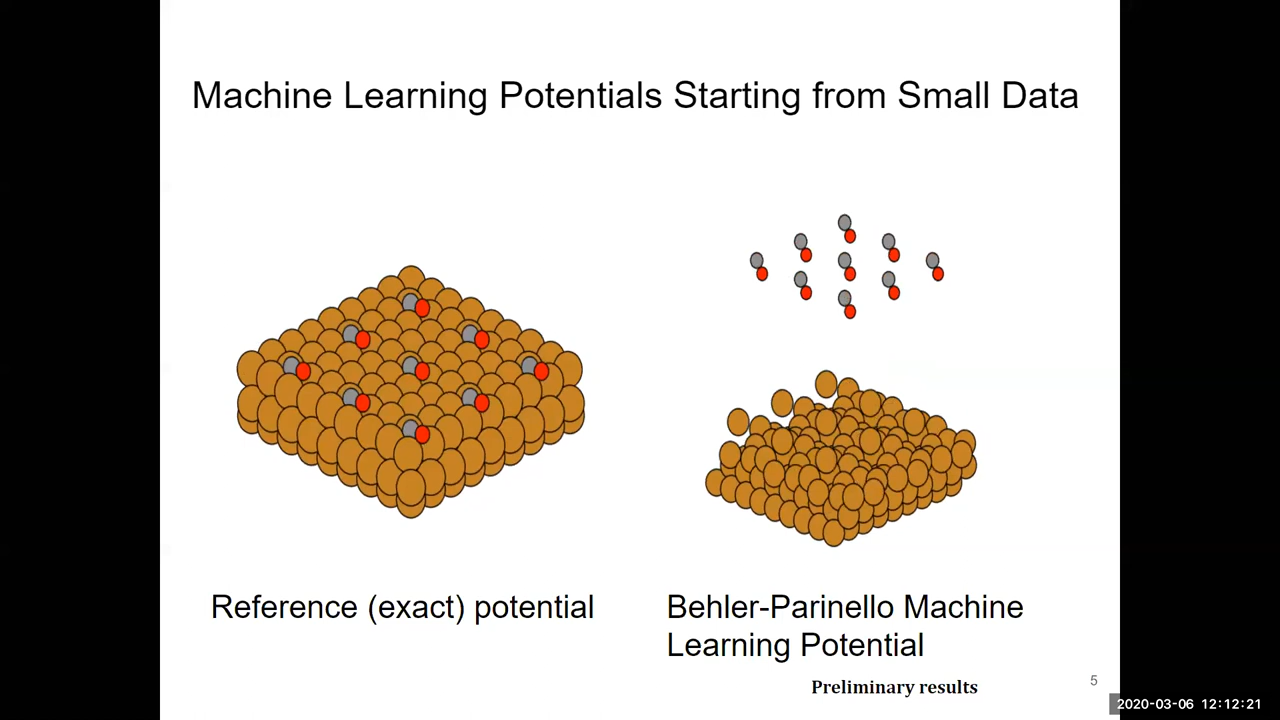 Machine Learning Potentials Starting from Small Data
Reference (exact) potential
Behler-Parinello Machine
Learning Potential
Preliminary results
5
2020-03-06 12:12:21